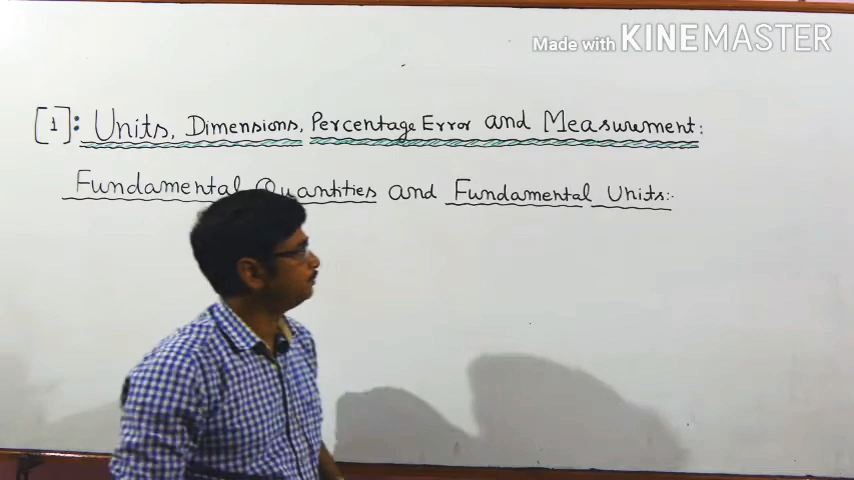 Made with KINEMASTER
[1]: Units, Dimensions, Percentage Error and Measurement:
Fundamental Quantities and Fundamental Units:-